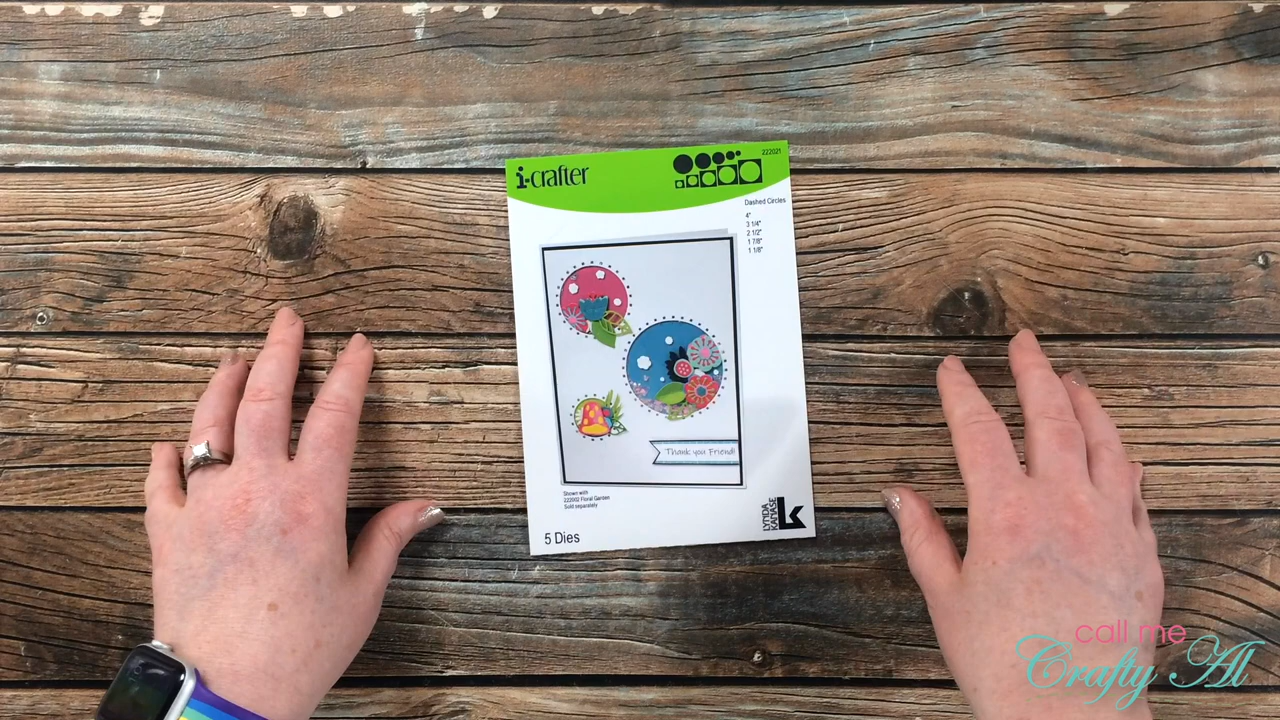 i-crafter
222021
Dashed Circles
4"
3 1/4"
2 1/2"
1 7/8"
1 1/8"
Thank you Friend!
Shown with
222002 Floral Garden
Sold separately
5 Dies
LYNDA
KANASE
call me
Crafty Al